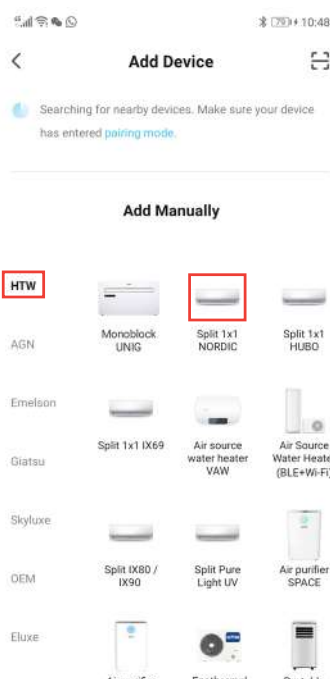 79 10:48
Add Device
Searching for nearby devices. Make sure your device
has entered pairing mode.
Add Manually
HTW
AGN
Emelson
Giatsu
Skyluxe
OEM
Eluxe
Monoblock
UNIG
Split 1x1
NORDIC
Split 1x1
HUBO
Split 1x1 IX69
Air source
water heater
VAW
Air Source
Water Heate
(BLE+Wi-Fi)
Split IX80 /
IX90
Split Pure
Light UV
Air purifier
SPACE